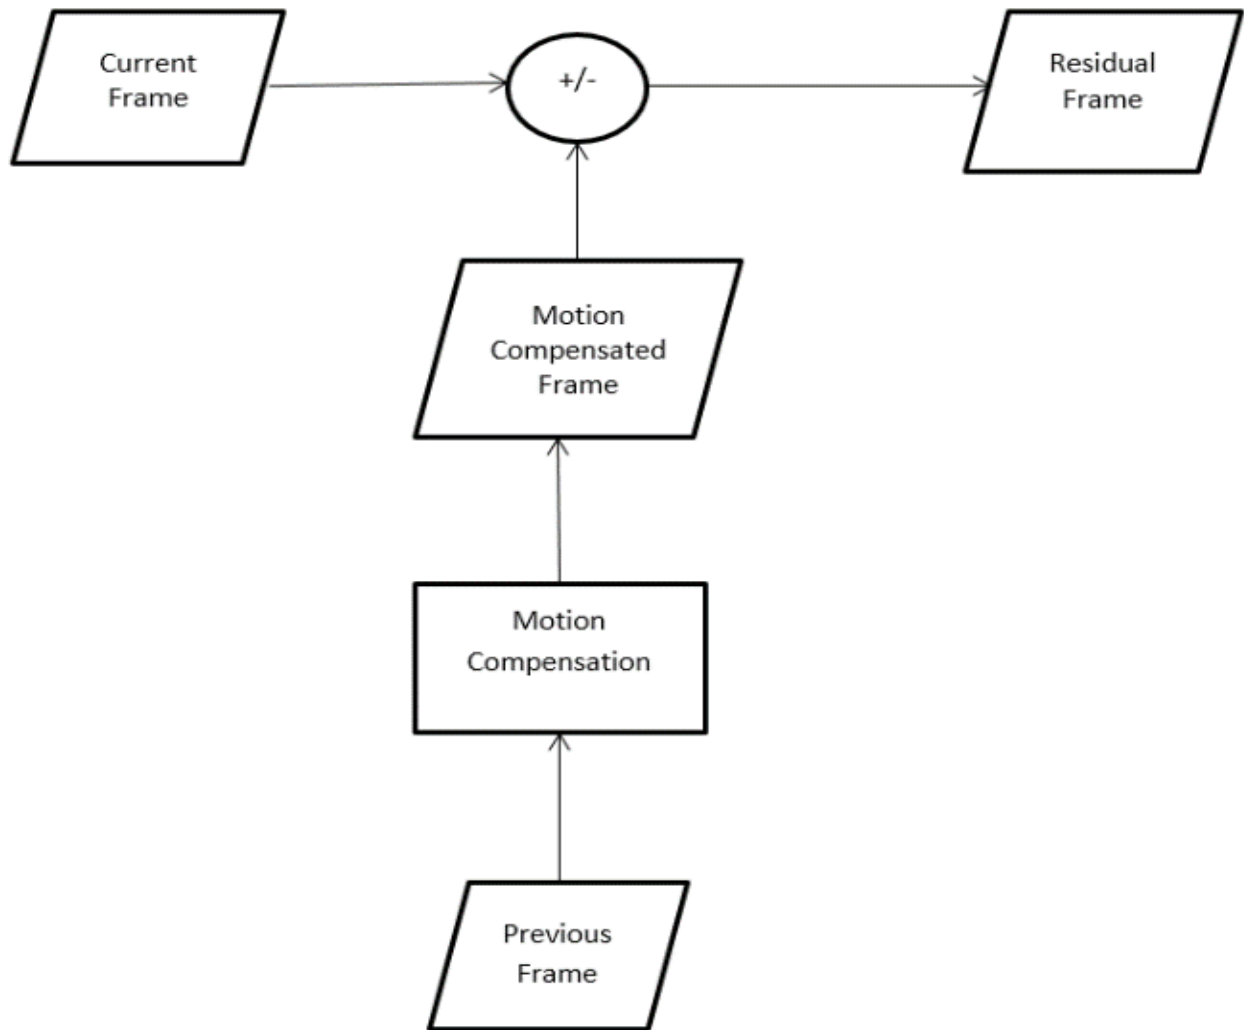 Current
Frame
+/-
Residual
Frame
Motion
Compensated
Frame
Motion
Compensation
Previous
Frame